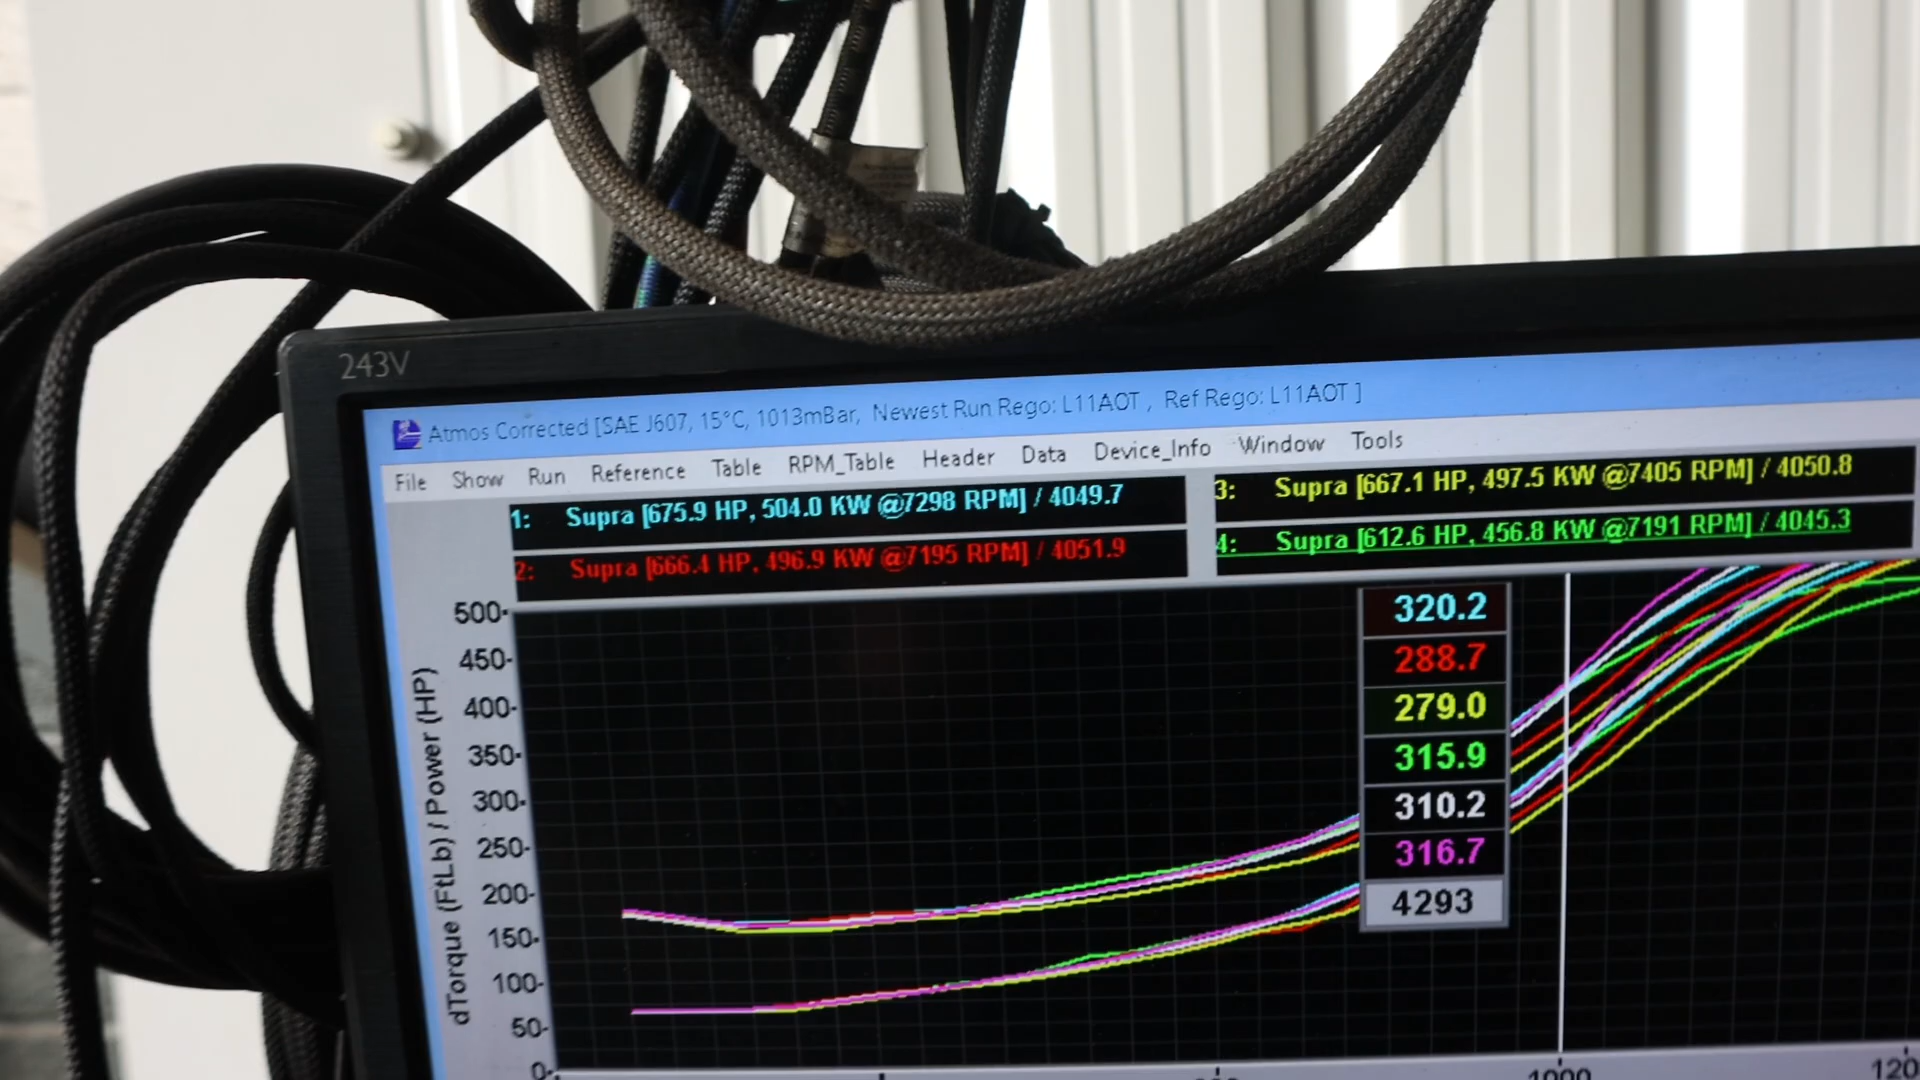 243V
Atmos Corrected [SAE J607, 15°C, 1013mBar, Newest Run Rego: L11AOT , Ref Rego: L11AOT ]
File Show Run Reference Table RPM_Table Header Data Device_Info Window Tools
1: Supra [675.9 HP, 504.0 KW @7298 RPM] / 4049.7
2: Supra [666.4 HP, 496.9 KW @7195 RPM] / 4051.9
3: Supra [667.1 HP, 497.5 KW @7405 RPM] / 4050.8
4: Supra [612.6 HP, 456.8 KW @7191 RPM] / 4045.3
dTorque (FtLb) / Power (HP)
500
450
400
350
300
250
200
150
100
50
0
320.2
288.7
279.0
315.9
310.2
316.7
4293
1000